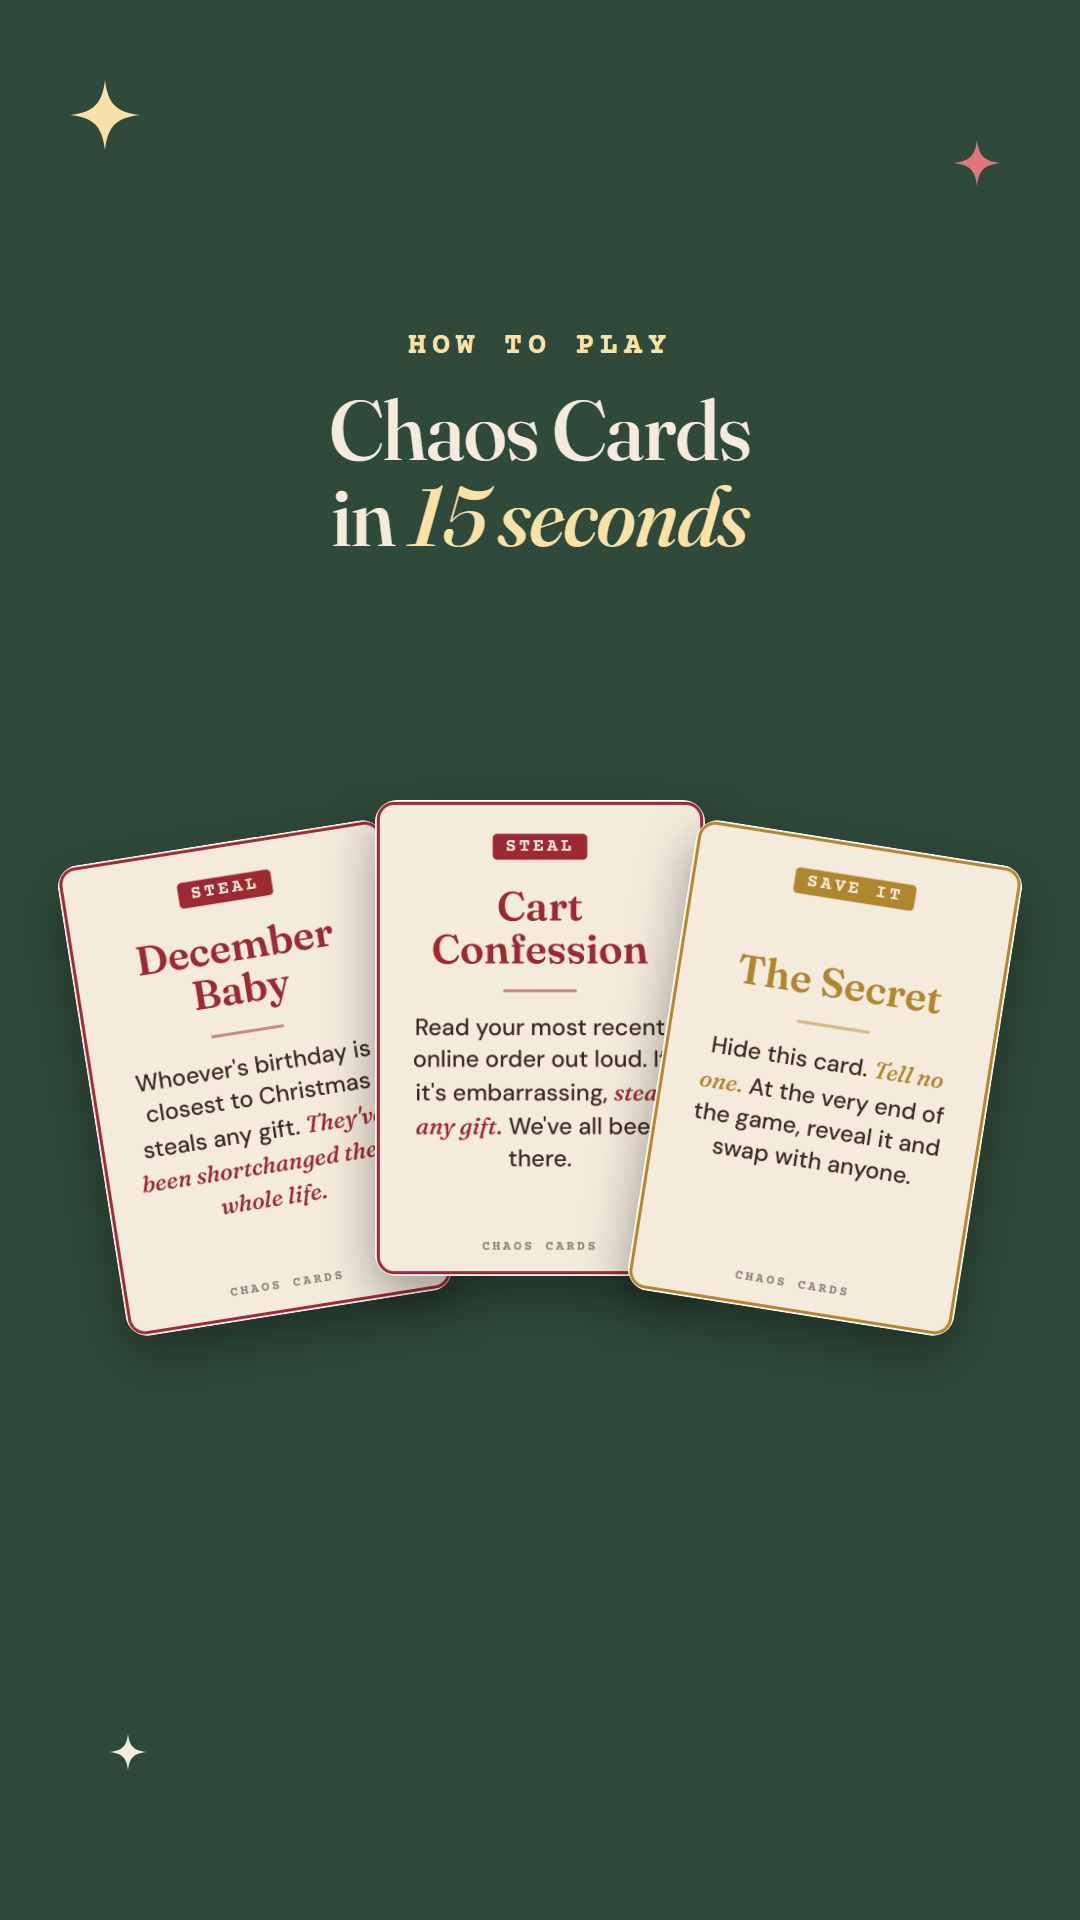 HOW TO PLAY
Chaos Cards
in 15 seconds
STEAL
December
Baby
Whoever's birthday is
closest to Christmas
steals any gift. They've
been shortchanged
whole life.
CHAOS CARDS
STEAL
Cart
Confession
Read your most recent
online order out loud.
it's embarrassing,
any gift. We've all
there.
CHAOS CARDS
SAVE IT
The Secret
Hide this card. Tell no
one. At the very end of
the game, reveal it and
swap with anyone.
CHAOS CARDS